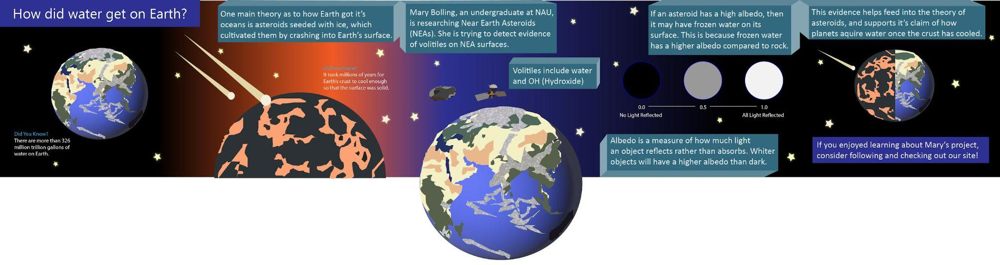 How did water get on Earth?
Did You Know?
There are more than 326
million trillion gallons of
water on Earth.
One main theory as to how Earth got it's
oceans is asteroids seeded with ice, which
cultivated them by crashing into Earth's surface.
Did You Know?
It took millions of years for
Earth's crust to cool enough
so that the surface was solid.
Mary Bolling, an undergraduate at NAU,
is researching Near Earth Asteroids
(NEAs). She is trying to detect evidence
of volitiles on NEA surfaces.
Volitiles include water
and OH (Hydroxide)
If an asteroid has a high albedo, then
it may have frozen water on its
surface. This is because frozen water
has a higher albedo compared to rock.
0.0
0.5
1.0
No Light Reflected
All Light Reflected
Albedo is a measure of how much light
an object reflects rather than absorbs. Whiter
objects will have a higher albedo than dark.
This evidence helps feed into the theory of
asteroids, and supports it's claim of how
planets aquire water once the crust has cooled.
If you enjoyed learning about Mary's project,
consider following and checking out our site!